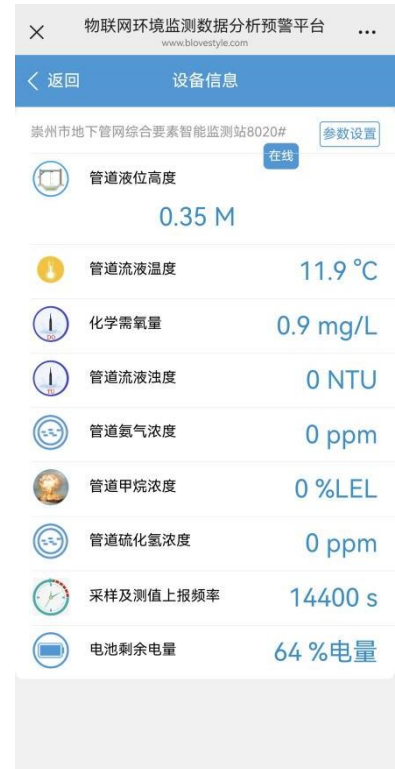 物联网环境监测数据分析预警平台
www.blovestyle.com
返回 设备信息
崇州市地下管网综合要素智能监测站8020# 参数设置
在线
管道液位高度
0.35 M
管道流液温度 11.9 °C
化学需氧量 0.9 mg/L
DO
管道流液浊度 0 NTU
TU
管道氨气浓度 0 ppm
管道甲烷浓度 0 %LEL
管道硫化氢浓度 0 ppm
采样及测值上报频率 14400 s
电池剩余电量 64 %电量